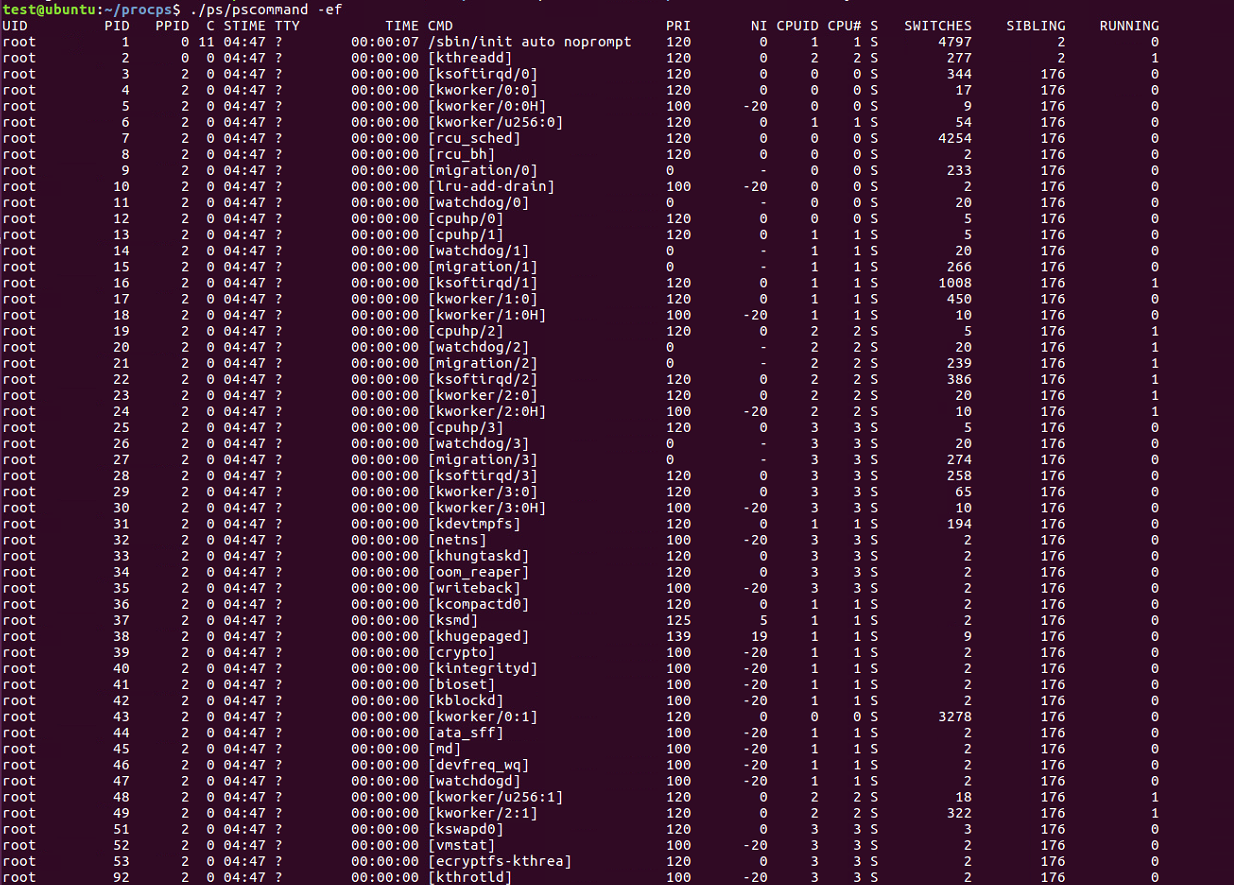 test@ubuntu:~/procps$ ./ps/pscommand -ef
UID PID PPID C STIME TTY TIME CMD PRI NI CPUID CPU# S SWITCHES SIBLING RUNNING
root 1 0 11 04:47 ? 00:00:07 /sbin/init auto noprompt 120 0 1 1 S 4797 2 0
root 2 0 0 04:47 ? 00:00:00 [kthreadd] 120 0 2 2 S 277 2 1
root 3 2 0 04:47 ? 00:00:00 [ksoftirqd/0] 120 0 0 0 S 344 176 0
root 4 2 0 04:47 ? 00:00:00 [kworker/0:0] 120 0 0 0 S 17 176 0
root 5 2 0 04:47 ? 00:00:00 [kworker/0:0H] 100 -20 0 0 S 9 176 0
root 6 2 0 04:47 ? 00:00:00 [kworker/u256:0] 120 0 1 1 S 54 176 0
root 7 2 0 04:47 ? 00:00:00 [rcu_sched] 120 0 0 0 S 4254 176 0
root 8 2 0 04:47 ? 00:00:00 [rcu_bh] 120 0 0 0 S 2 176 0
root 9 2 0 04:47 ? 00:00:00 [migration/0] 0 - 0 0 S 233 176 0
root 10 2 0 04:47 ? 00:00:00 [lru-add-drain] 100 -20 0 0 S 2 176 0
root 11 2 0 04:47 ? 00:00:00 [watchdog/0] 0 - 0 0 S 20 176 0
root 12 2 0 04:47 ? 00:00:00 [cpuhp/0] 120 0 0 0 S 5 176 0
root 13 2 0 04:47 ? 00:00:00 [cpuhp/1] 120 0 1 1 S 5 176 0
root 14 2 0 04:47 ? 00:00:00 [watchdog/1] 0 - 1 1 S 20 176 0
root 15 2 0 04:47 ? 00:00:00 [migration/1] 0 - 1 1 S 266 176 0
root 16 2 0 04:47 ? 00:00:00 [ksoftirqd/1] 120 0 1 1 S 1008 176 1
root 17 2 0 04:47 ? 00:00:00 [kworker/1:0] 120 0 1 1 S 450 176 0
root 18 2 0 04:47 ? 00:00:00 [kworker/1:0H] 100 -20 1 1 S 10 176 0
root 19 2 0 04:47 ? 00:00:00 [cpuhp/2] 120 0 2 2 S 5 176 1
root 20 2 0 04:47 ? 00:00:00 [watchdog/2] 0 - 2 2 S 20 176 1
root 21 2 0 04:47 ? 00:00:00 [migration/2] 0 - 2 2 S 239 176 1
root 22 2 0 04:47 ? 00:00:00 [ksoftirqd/2] 120 0 2 2 S 386 176 1
root 23 2 0 04:47 ? 00:00:00 [kworker/2:0] 120 0 2 2 S 20 176 1
root 24 2 0 04:47 ? 00:00:00 [kworker/2:0H] 100 -20 2 2 S 10 176 1
root 25 2 0 04:47 ? 00:00:00 [cpuhp/3] 120 0 3 3 S 5 176 0
root 26 2 0 04:47 ? 00:00:00 [watchdog/3] 0 - 3 3 S 20 176 0
root 27 2 0 04:47 ? 00:00:00 [migration/3] 0 - 3 3 S 274 176 0
root 28 2 0 04:47 ? 00:00:00 [ksoftirqd/3] 120 0 3 3 S 258 176 0
root 29 2 0 04:47 ? 00:00:00 [kworker/3:0] 120 0 3 3 S 65 176 0
root 30 2 0 04:47 ? 00:00:00 [kworker/3:0H] 100 -20 3 3 S 10 176 0
root 31 2 0 04:47 ? 00:00:00 [kdevtmpfs] 120 0 1 1 S 194 176 0
root 32 2 0 04:47 ? 00:00:00 [netns] 100 -20 3 3 S 2 176 0
root 33 2 0 04:47 ? 00:00:00 [khungtaskd] 120 0 3 3 S 2 176 0
root 34 2 0 04:47 ? 00:00:00 [oom_reaper] 120 0 3 3 S 2 176 0
root 35 2 0 04:47 ? 00:00:00 [writeback] 100 -20 3 3 S 2 176 0
root 36 2 0 04:47 ? 00:00:00 [kcompactd0] 120 0 1 1 S 2 176 0
root 37 2 0 04:47 ? 00:00:00 [ksmd] 125 5 1 1 S 2 176 0
root 38 2 0 04:47 ? 00:00:00 [khugepaged] 139 19 1 1 S 9 176 0
root 39 2 0 04:47 ? 00:00:00 [crypto] 100 -20 1 1 S 2 176 0
root 40 2 0 04:47 ? 00:00:00 [kintegrityd] 100 -20 1 1 S 2 176 0
root 41 2 0 04:47 ? 00:00:00 [bioset] 100 -20 1 1 S 2 176 0
root 42 2 0 04:47 ? 00:00:00 [kblockd] 100 -20 1 1 S 2 176 0
root 43 2 0 04:47 ? 00:00:00 [kworker/0:1] 120 0 0 0 S 3278 176 0
root 44 2 0 04:47 ? 00:00:00 [ata_sff] 100 -20 1 1 S 2 176 0
root 45 2 0 04:47 ? 00:00:00 [md] 100 -20 1 1 S 2 176 0
root 46 2 0 04:47 ? 00:00:00 [devfreq_wq] 100 -20 1 1 S 2 176 0
root 47 2 0 04:47 ? 00:00:00 [watchdogd] 100 -20 1 1 S 2 176 0
root 48 2 0 04:47 ? 00:00:00 [kworker/u256:1] 120 0 2 2 S 18 176 1
root 49 2 0 04:47 ? 00:00:00 [kworker/2:1] 120 0 2 2 S 322 176 1
root 51 2 0 04:47 ? 00:00:00 [kswapd0] 120 0 3 3 S 3 176 0
root 52 2 0 04:47 ? 00:00:00 [vmstat] 100 -20 3 3 S 2 176 0
root 53 2 0 04:47 ? 00:00:00 [ecryptfs-kthrea] 120 0 3 3 S 2 176 0
root 92 2 0 04:47 ? 00:00:00 [kthrotld] 100 -20 3 3 S 2 176 0